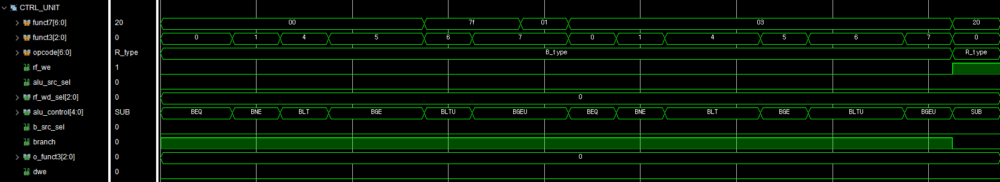 CTRL_UNIT
funct7[6:0] 20 00 7f 01 03 20
funct3[2:0] 0 0 1 4 5 6 7 0 1 4 5 6 7 0
opcode[6:0] R_type B_type R_type
rf_we 1
alu_src_sel 0
rf_wd_sel[2:0] 0 0
alu_control[4:0] SUB BEQ BNE BLT BGE BLTU BGEU BEQ BNE BLT BGE BLTU BGEU SUB
b_src_sel 0
branch 0
o_funct3[2:0] 0 0
dwe 0